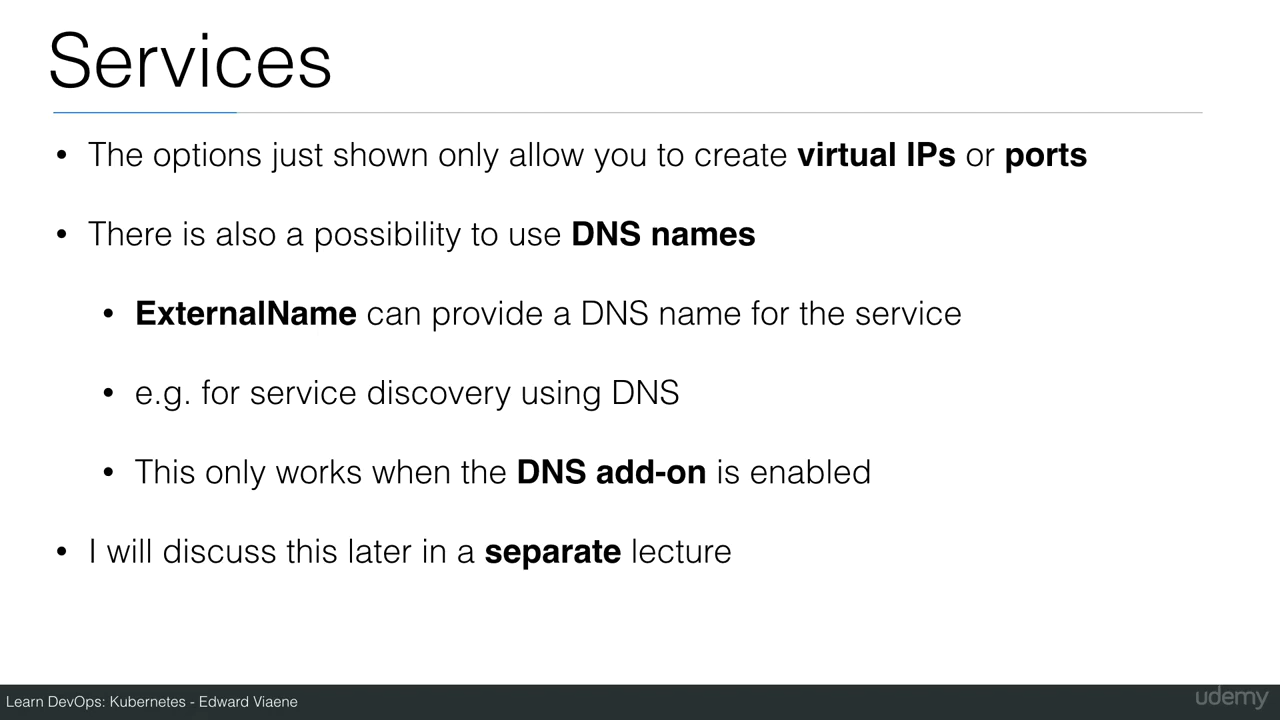 Services
• The options just shown only allow you to create virtual IPs or ports
• There is also a possibility to use DNS names
• ExternalName can provide a DNS name for the service
• e.g. for service discovery using DNS
• This only works when the DNS add-on is enabled
• I will discuss this later in a separate lecture
Learn DevOps: Kubernetes - Edward Viaene
udemy